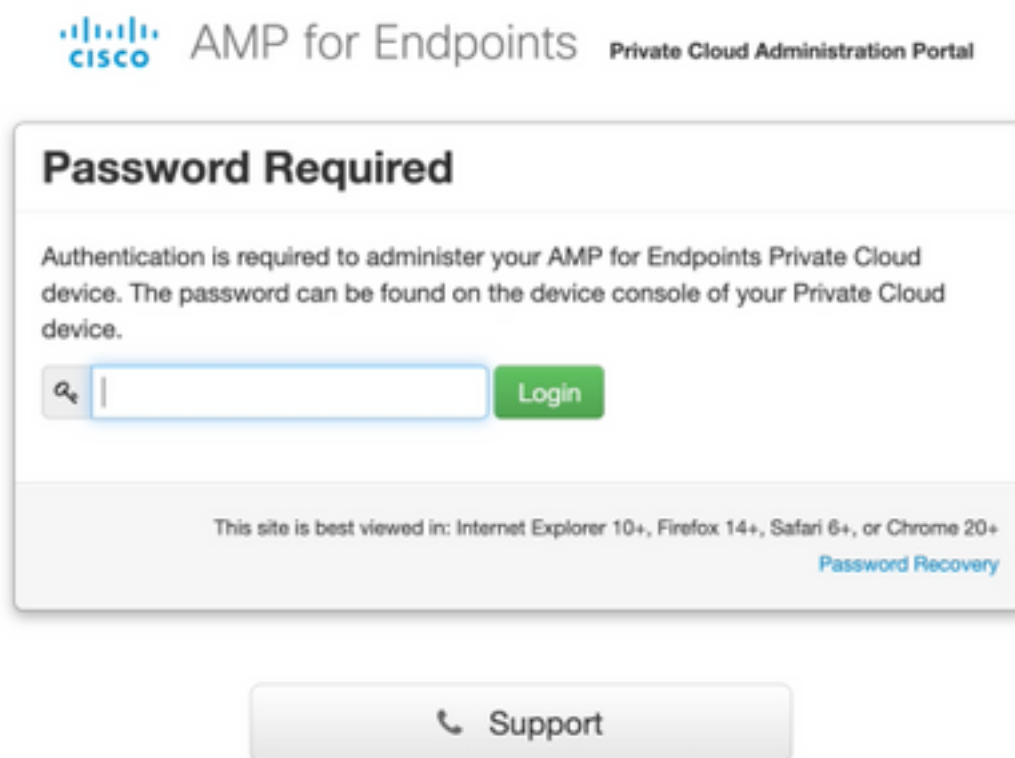 CISCO AMP for Endpoints Private Cloud Administration Portal
Password Required
Authentication is required to administer your AMP for Endpoints Private Cloud
device. The password can be found on the device console of your Private Cloud
device.
Login
This site is best viewed in: Internet Explorer 10+, Firefox 14+, Safari 6+, or Chrome 20+
Password Recovery
Support